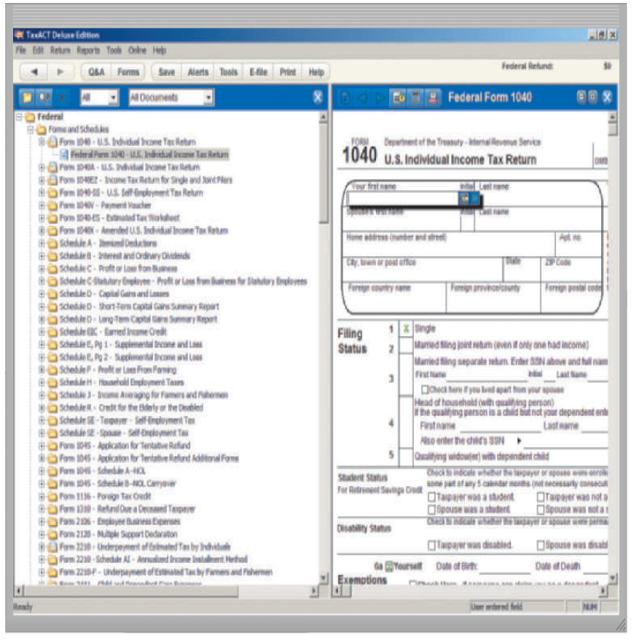 TaxACT Deluxe Edition
File Edit Return Reports Tools Online Help
Q&A Forms Save Alerts Tools E-file Print Help
Federal Refund: $0
All All Documents
Federal
Forms and Schedules
Form 1040 - U.S. Individual Income Tax Return
Federal Form 1040 - U.S. Individual Income Tax Return
Form 1040A - U.S. Individual Income Tax Return
Form 1040EZ - Income Tax Return for Single and Joint Filers
Form 1040-SS - U.S. Self-Employment Tax Return
Form 1040V - Payment Voucher
Form 1040-ES - Estimated Tax Worksheet
Form 1040X - Amended U.S. Individual Income Tax Return
Schedule A - Itemized Deductions
Schedule B - Interest and Ordinary Dividends
Schedule C - Profit or Loss from Business
Schedule C-Statutory Employee - Profit or Loss from Business for Statutory Employees
Schedule D - Capital Gains and Losses
Schedule D - Short-Term Capital Gains Summary Report
Schedule D - Long-Term Capital Gains Summary Report
Schedule EIC - Earned Income Credit
Schedule E, Pg 1 - Supplemental Income and Loss
Schedule E, Pg 2 - Supplemental Income and Loss
Schedule F - Profit or Loss From Farming
Schedule H - Household Employment Taxes
Schedule J - Income Averaging for Farmers and Fishermen
Schedule R - Credit for the Elderly or the Disabled
Schedule SE - Taxpayer - Self-Employment Tax
Schedule SE - Spouse - Self-Employment Tax
Form 1045 - Application for Tentative Refund
Form 1045 - Application for Tentative Refund Additional Forms
Form 1045 - Schedule A-NOL
Form 1045 - Schedule B-NOL Carryover
Form 1116 - Foreign Tax Credit
Form 1310 - Refund Due a Deceased Taxpayer
Form 2106 - Employee Business Expenses
Form 2120 - Multiple Support Declaration
Form 2210 - Underpayment of Estimated Tax by Individuals
Form 2210 -Schedule AI - Annualized Income Installment Method
Form 2210-F - Underpayment of Estimated Tax by Farmers and Fishermen
Form 2441 - Child and Dependent Care Expenses
Federal Form 1040
FORM Department of the Treasury - Internal Revenue Service
1040 U.S. Individual Income Tax Return
Your first name Initial Last name
Spouse's first name Initial Last name
Home address (number and street) Apt. no.
City, town or post office State ZIP Code
Foreign country name Foreign province/county Foreign postal code
Filing Status
1 X Single
2 Married filing joint return (even if only one had income)
3 Married filing separate return. Enter SSN above and full nam
First Name Initial Last Name
Check here if you lived apart from your spouse
4 Head of household (with qualifying person)
If the qualifying person is a child but not your dependent ente
First name Last name
Also enter the child's SSN
5 Qualifying widow(er) with dependent child
Student Status Check to indicate whether the taxpayer or spouse were enrolle
For Retirement Savings Credit some part of any 5 calendar months (not necessarily consecuti
Taxpayer was a student. Taxpayer was not a
Spouse was a student. Spouse was not a s
Disability Status Check to indicate whether the taxpayer or spouse were perma
Taxpayer was disabled. Spouse was disabl
6a Yourself Date of Birth: Date of Death
Exemptions
Ready User entered field NUM